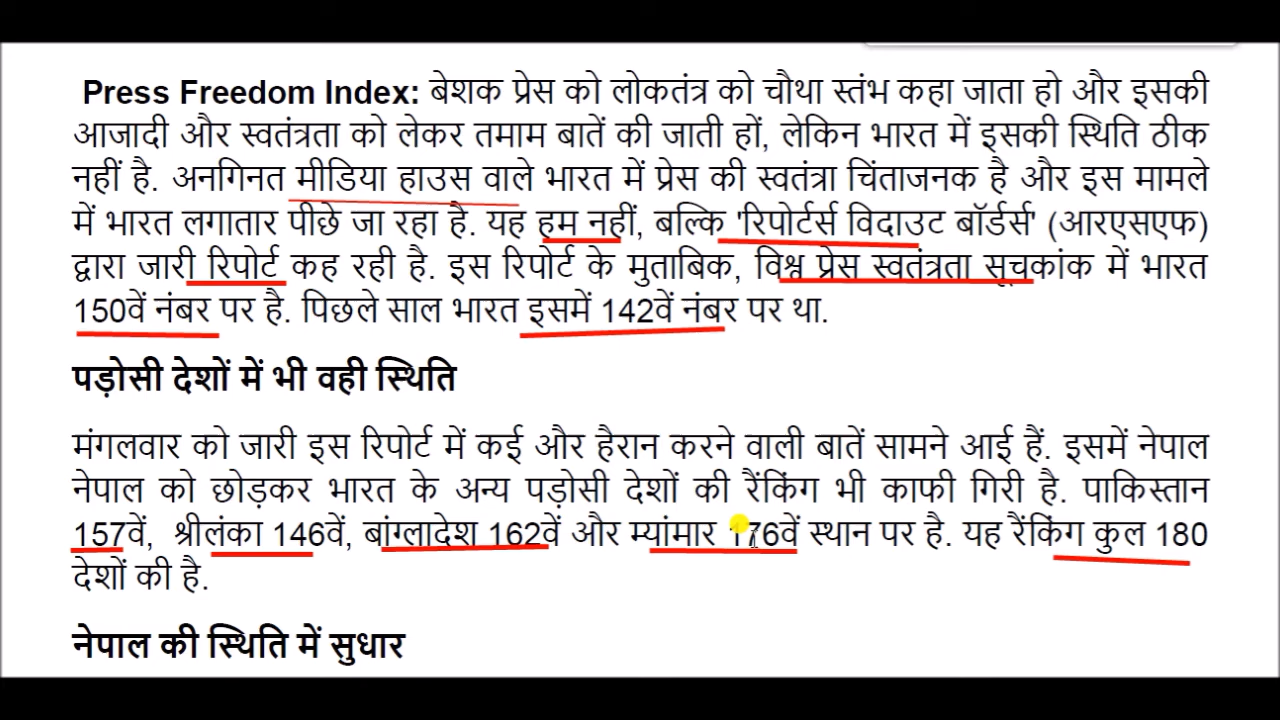 Press Freedom Index: बेशक प्रेस को लोकतंत्र को चौथा स्तंभ कहा जाता हो और इसकी
आजादी और स्वतंत्रता को लेकर तमाम बातें की जाती हों, लेकिन भारत में इसकी स्थिति ठीक
नहीं है. अनगिनत मीडिया हाउस वाले भारत में प्रेस की स्वतंत्रा चिंताजनक है और इस मामले
में भारत लगातार पीछे जा रहा है. यह हम नहीं, बल्कि 'रिपोर्टर्स विदाउट बॉर्डर्स' (आरएसएफ)
द्वारा जारी रिपोर्ट कह रही है. इस रिपोर्ट के मुताबिक, विश्व प्रेस स्वतंत्रता सूचकांक में भारत
150वें नंबर पर है. पिछले साल भारत इसमें 142वें नंबर पर था.
पड़ोसी देशों में भी वही स्थिति
मंगलवार को जारी इस रिपोर्ट में कई और हैरान करने वाली बातें सामने आई हैं. इसमें नेपाल
नेपाल को छोड़कर भारत के अन्य पड़ोसी देशों की रैंकिंग भी काफी गिरी है. पाकिस्तान
157वें, श्रीलंका 146वें, बांग्लादेश 162वें और म्यांमार 176वें स्थान पर है. यह रैंकिंग कुल 180
देशों की है.
नेपाल की स्थिति में सुधार